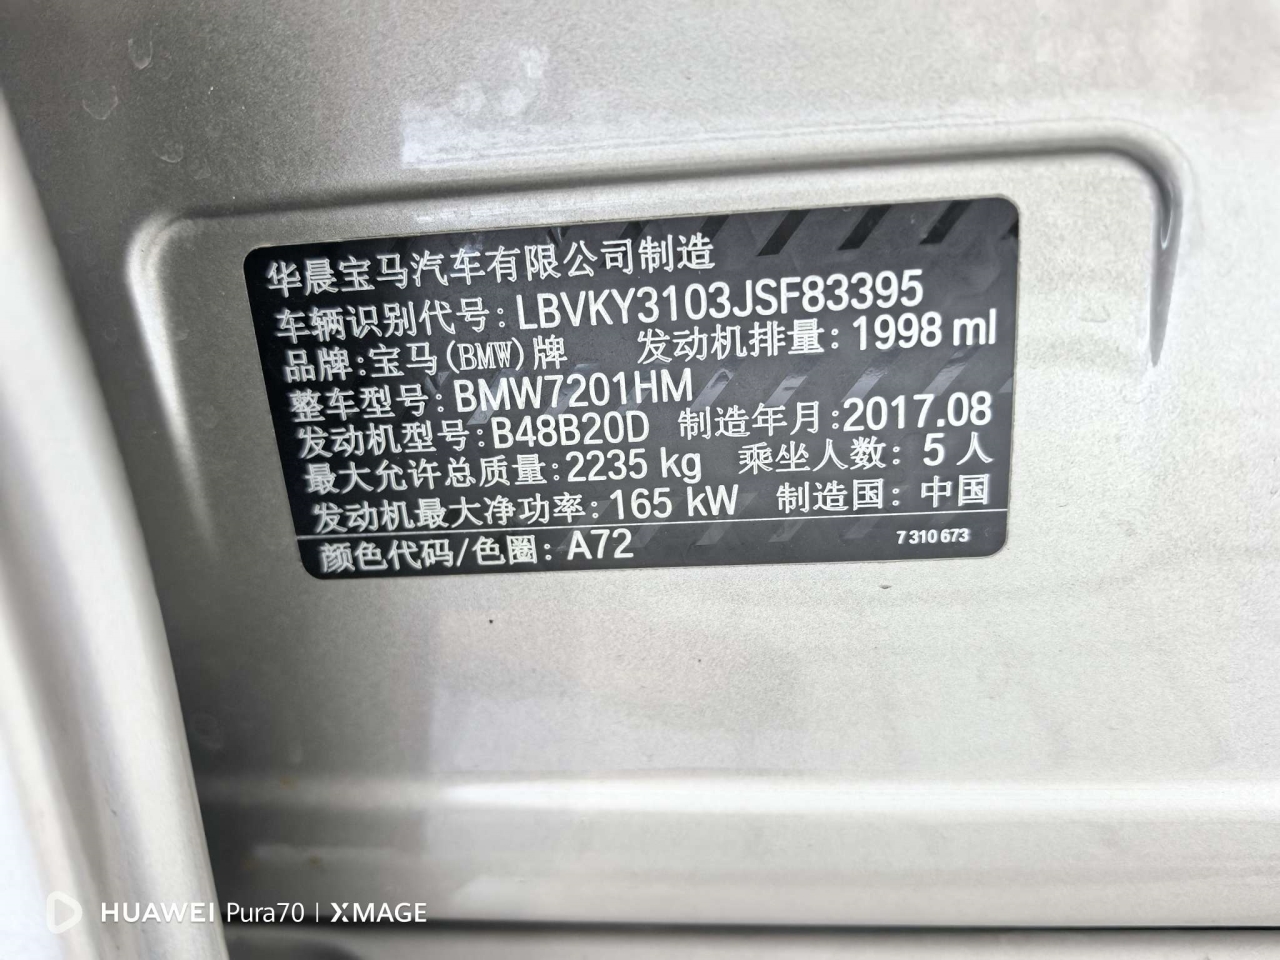 华晨宝马汽车有限公司制造
车辆识别代号: LBVKY3103JSF83395
品牌:宝马(BMW)牌 发动机排量: 1998 ml
整车型号: BMW7201HM
发动机型号: B48B20D 制造年月:2017.08
最大允许总质量:2235 kg 乘坐人数: 5 人
发动机最大净功率: 165 kW 制造国: 中国
颜色代码/色圈: A72 7 310 673
HUAWEI Pura70 | XMAGE